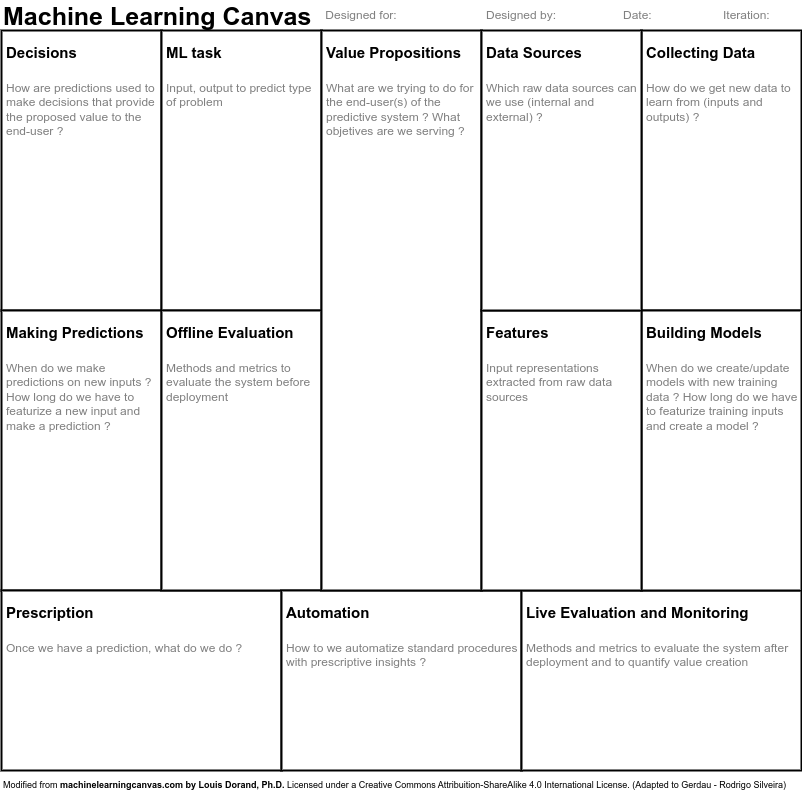 Machine Learning Canvas
Designed for:
Designed by:
Date:
Iteration:
Decisions
How are predictions used to
make decisions that provide
the proposed value to the
end-user ?
ML task
Input, output to predict type
of problem
Value Propositions
What are we trying to do for
the end-user(s) of the
predictive system ? What
objetives are we serving ?
Data Sources
Which raw data sources can
we use (internal and
external) ?
Collecting Data
How do we get new data to
learn from (inputs and
outputs) ?
Making Predictions
When do we make
predictions on new inputs ?
How long do we have to
featurize a new input and
make a prediction ?
Offline Evaluation
Methods and metrics to
evaluate the system before
deployment
Features
Input representations
extracted from raw data
sources
Building Models
When do we create/update
models with new training
data ? How long do we have
to featurize training inputs
and create a model ?
Prescription
Once we have a prediction, what do we do ?
Automation
How to we automatize standard procedures
with prescriptive insights ?
Live Evaluation and Monitoring
Methods and metrics to evaluate the system after
deployment and to quantify value creation
Modified from machinelearningcanvas.com by Louis Dorand, Ph.D. Licensed under a Creative Commons Attribuition-ShareAlike 4.0 International License. (Adapted to Gerdau - Rodrigo Silveira)